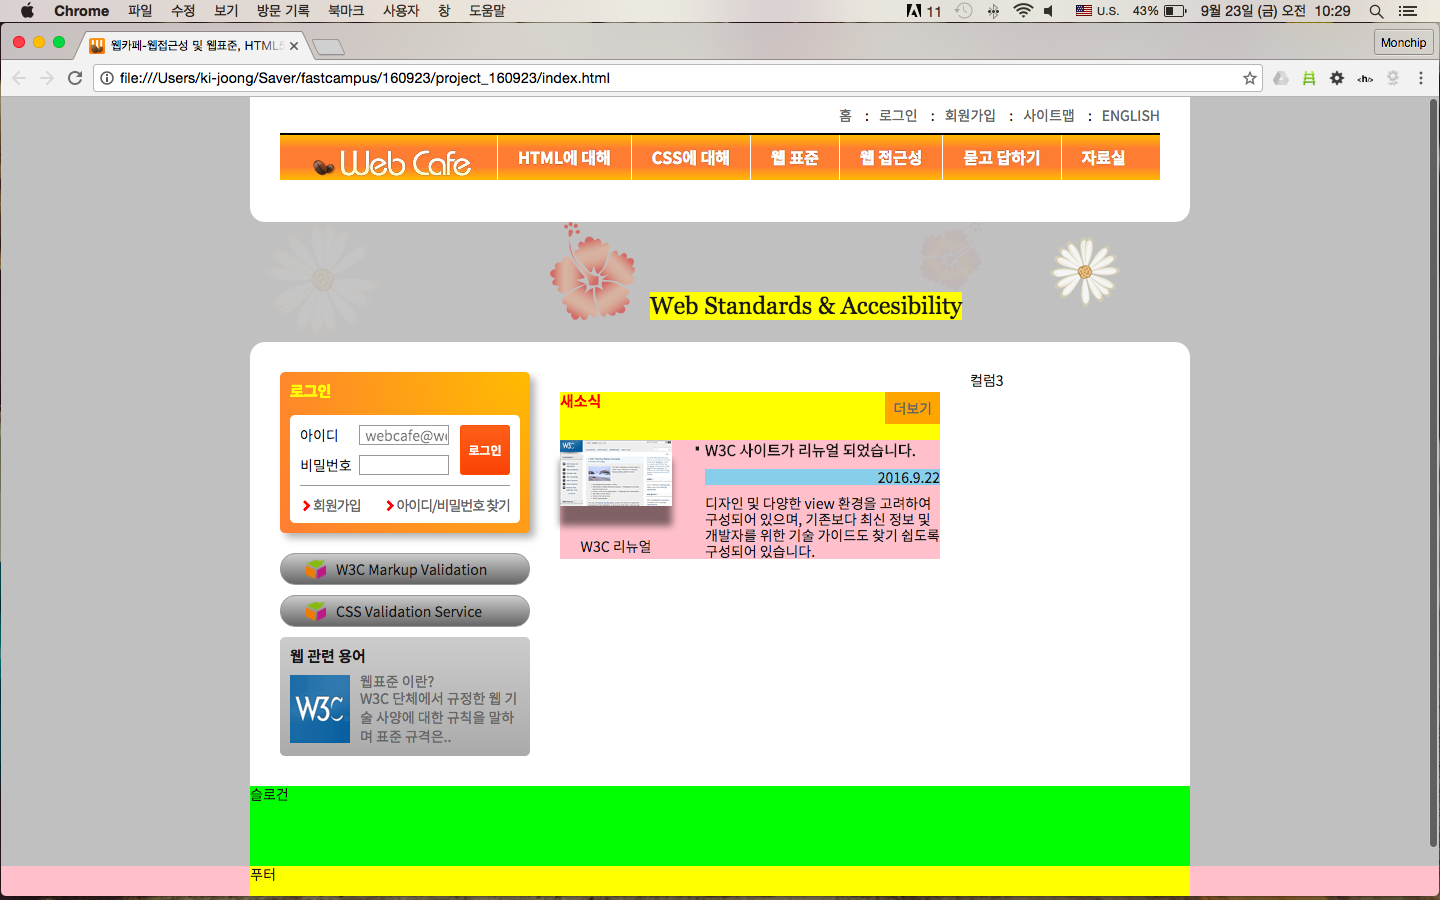 Chrome 파일 수정 보기 방문 기록 북마크 사용자 창 도움말 11 U.S. 43% 9월 23일 (금) 오전 10:29
웹카페-웹접근성 및 웹표준, HTML5
Monchip
file:///Users/ki-joong/Saver/fastcampus/160923/project_160923/index.html
홈 : 로그인 : 회원가입 : 사이트맵 : ENGLISH
Web Cafe HTML에 대해 CSS에 대해 웹 표준 웹 접근성 묻고 답하기 자료실
Web Standards & Accesibility
로그인
아이디 webcafe@we
비밀번호
로그인
회원가입 아이디/비밀번호 찾기
W3C Markup Validation
CSS Validation Service
웹 관련 용어
W3C
웹표준 이란?
W3C 단체에서 규정한 웹 기
술 사양에 대한 규칙을 말하
며 표준 규격은..
새소식
더보기
W3C
W3C 리뉴얼
W3C 사이트가 리뉴얼 되었습니다.
2016.9.22
디자인 및 다양한 view 환경을 고려하여
구성되어 있으며, 기존보다 최신 정보 및
개발자를 위한 기술 가이드도 찾기 쉽도록
구성되어 있습니다.
컬럼3
슬로건
푸터